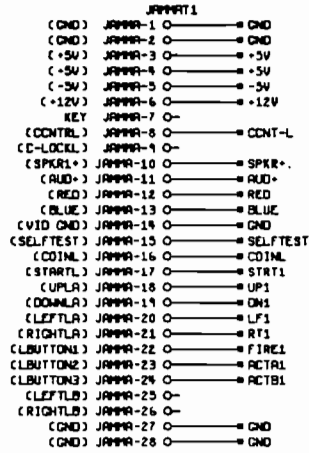 JAMMAT1
(GND) JAMMA-1 GND
(GND) JAMMA-2 GND
(+5V) JAMMA-3 +5V
(+5V) JAMMA-4 +5V
(-5V) JAMMA-5 -5V
(+12V) JAMMA-6 +12V
KEY JAMMA-7
(CCNTRL) JAMMA-8 CCNT-L
(C-LOCKL) JAMMA-9
(SPKR1+) JAMMA-10 SPKR+.
(AUD+) JAMMA-11 AUD+
(RED) JAMMA-12 RED
(BLUE) JAMMA-13 BLUE
(VID GND) JAMMA-14 GND
(SELFTEST) JAMMA-15 SELFTEST
(COINL) JAMMA-16 COINL
(STARTL) JAMMA-17 STRT1
(UPLA) JAMMA-18 UP1
(DOWNLA) JAMMA-19 DN1
(LEFTLA) JAMMA-20 LF1
(RIGHTLA) JAMMA-21 RT1
(LBUTTON1) JAMMA-22 FIRE1
(LBUTTON2) JAMMA-23 ACTA1
(LBUTTON3) JAMMA-24 ACTB1
(LEFTLB) JAMMA-25
(RIGHTLB) JAMMA-26
(GND) JAMMA-27 GND
(GND) JAMMA-28 GND